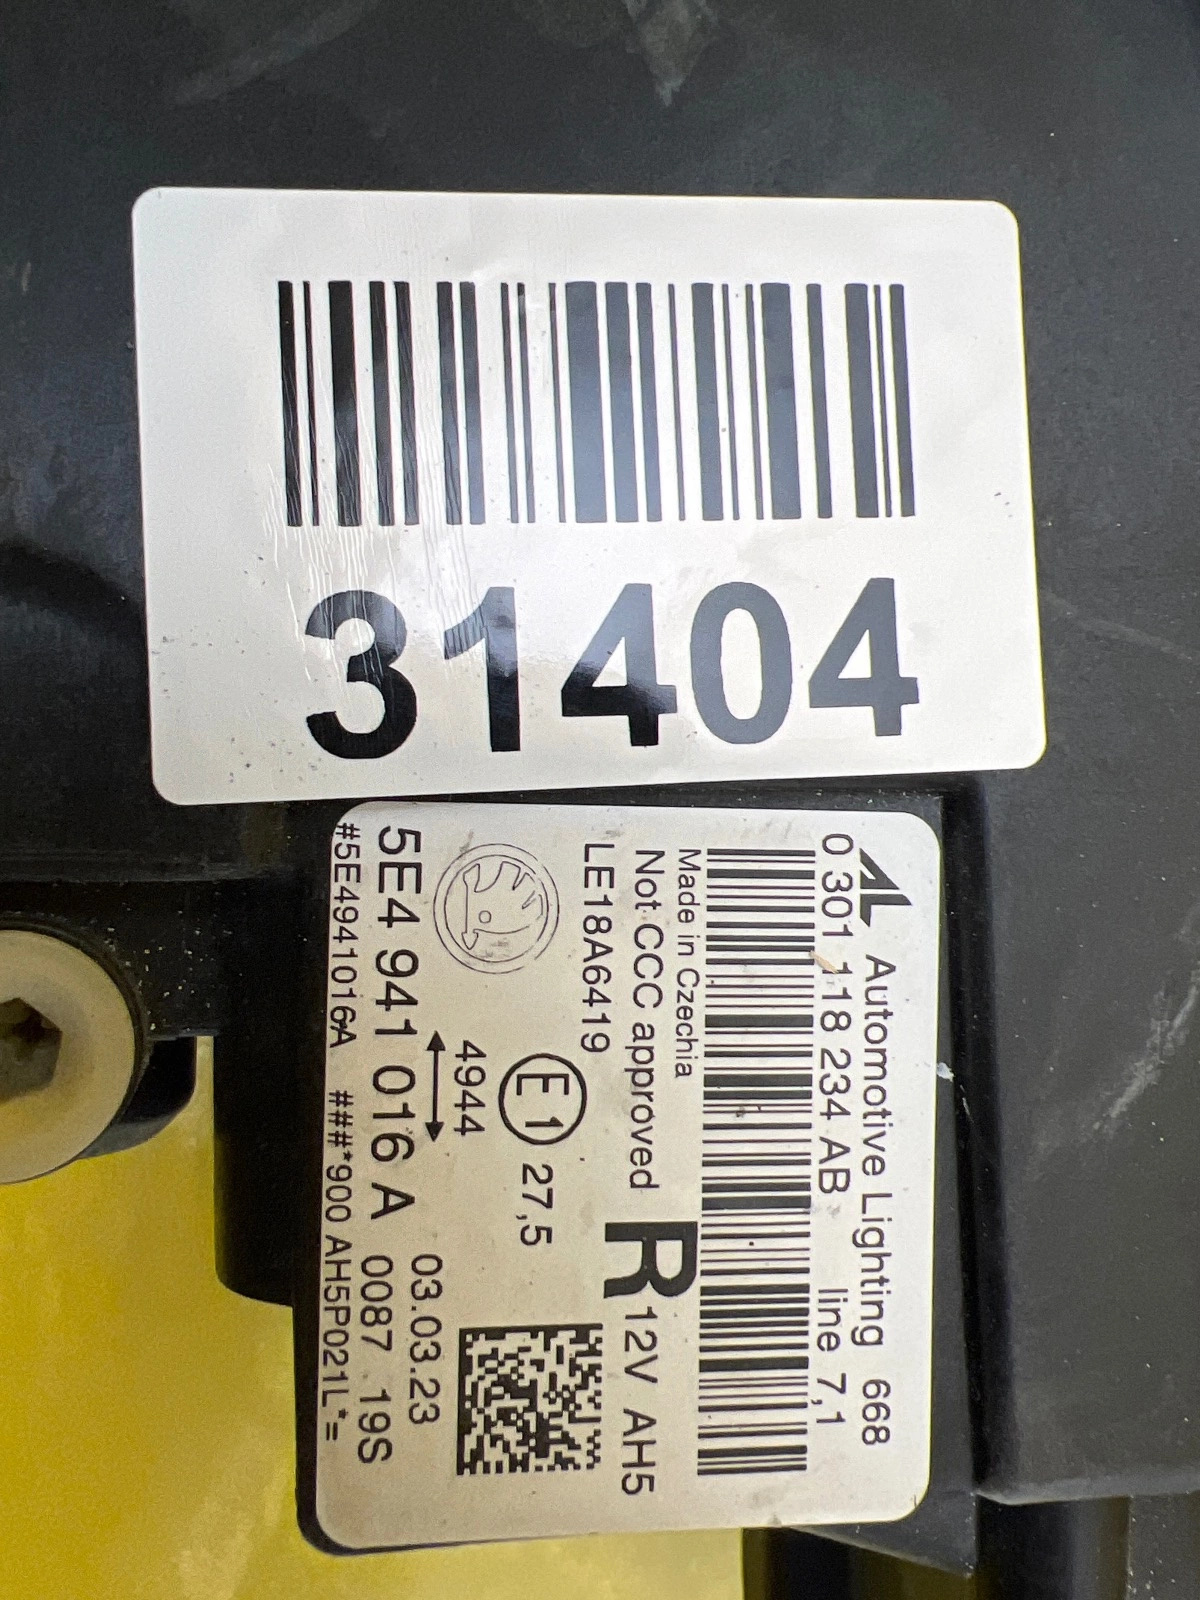 31404
AL Automotive Lighting 668
0 301 118 234 AB line 7,1
Made in Czechia
Not CCC approved R 12V AH5
LE18A6419
E1 27,5
4944
03.03.23
5E4 941 016 A 0087 19S
#5E4941016A ###*900 AH5P021L*=